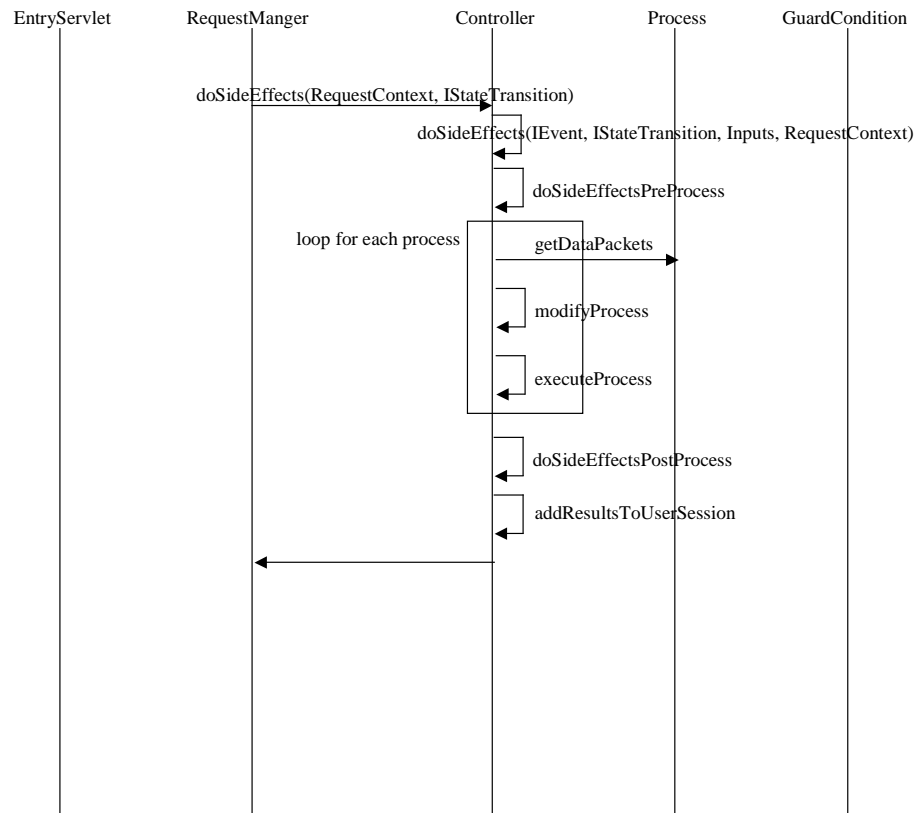 EntryServlet
RequestManger
Controller
Process
GuardCondition
doSideEffects(RequestContext, IStateTransition)
doSideEffects(IEvent, IStateTransition, Inputs, RequestContext)
doSideEffectsPreProcess
loop for each process
getDataPackets
modifyProcess
executeProcess
doSideEffectsPostProcess
addResultsToUserSession